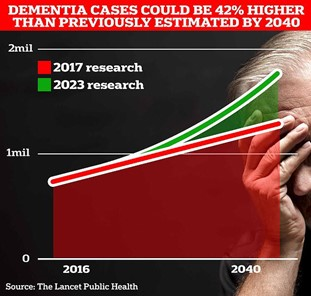 DEMENTIA CASES COULD BE 42% HIGHER
THAN PREVIOUSLY ESTIMATED BY 2040
2mil
2017 research
2023 research
1mil
0
2016 2040
Source: The Lancet Public Health